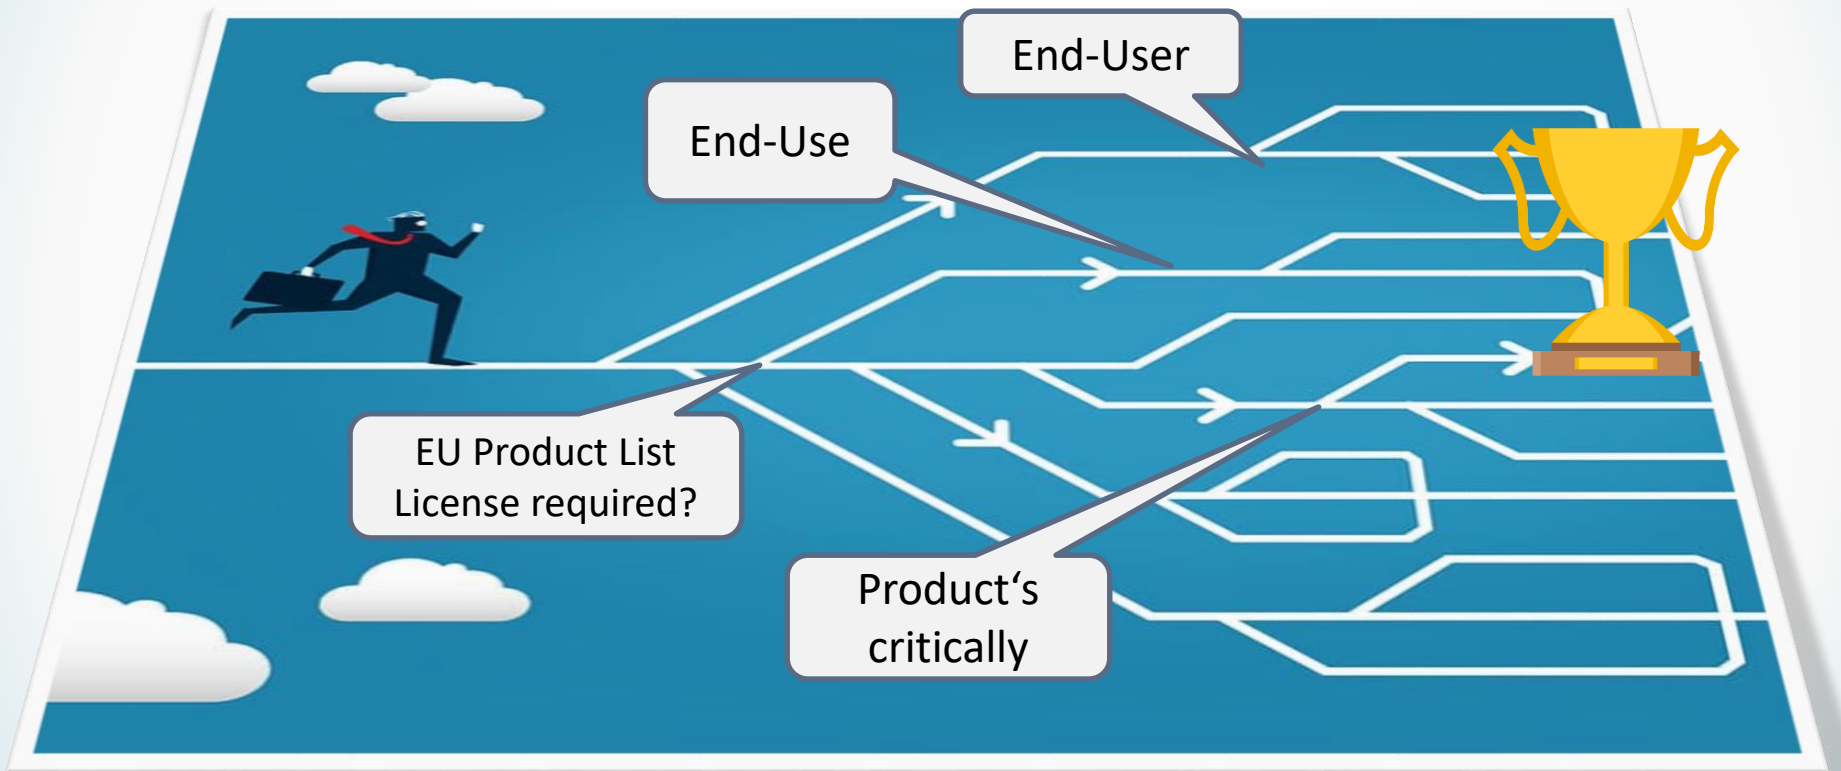 End-User
End-Use
EU Product List
License required?
Product‘s
critically